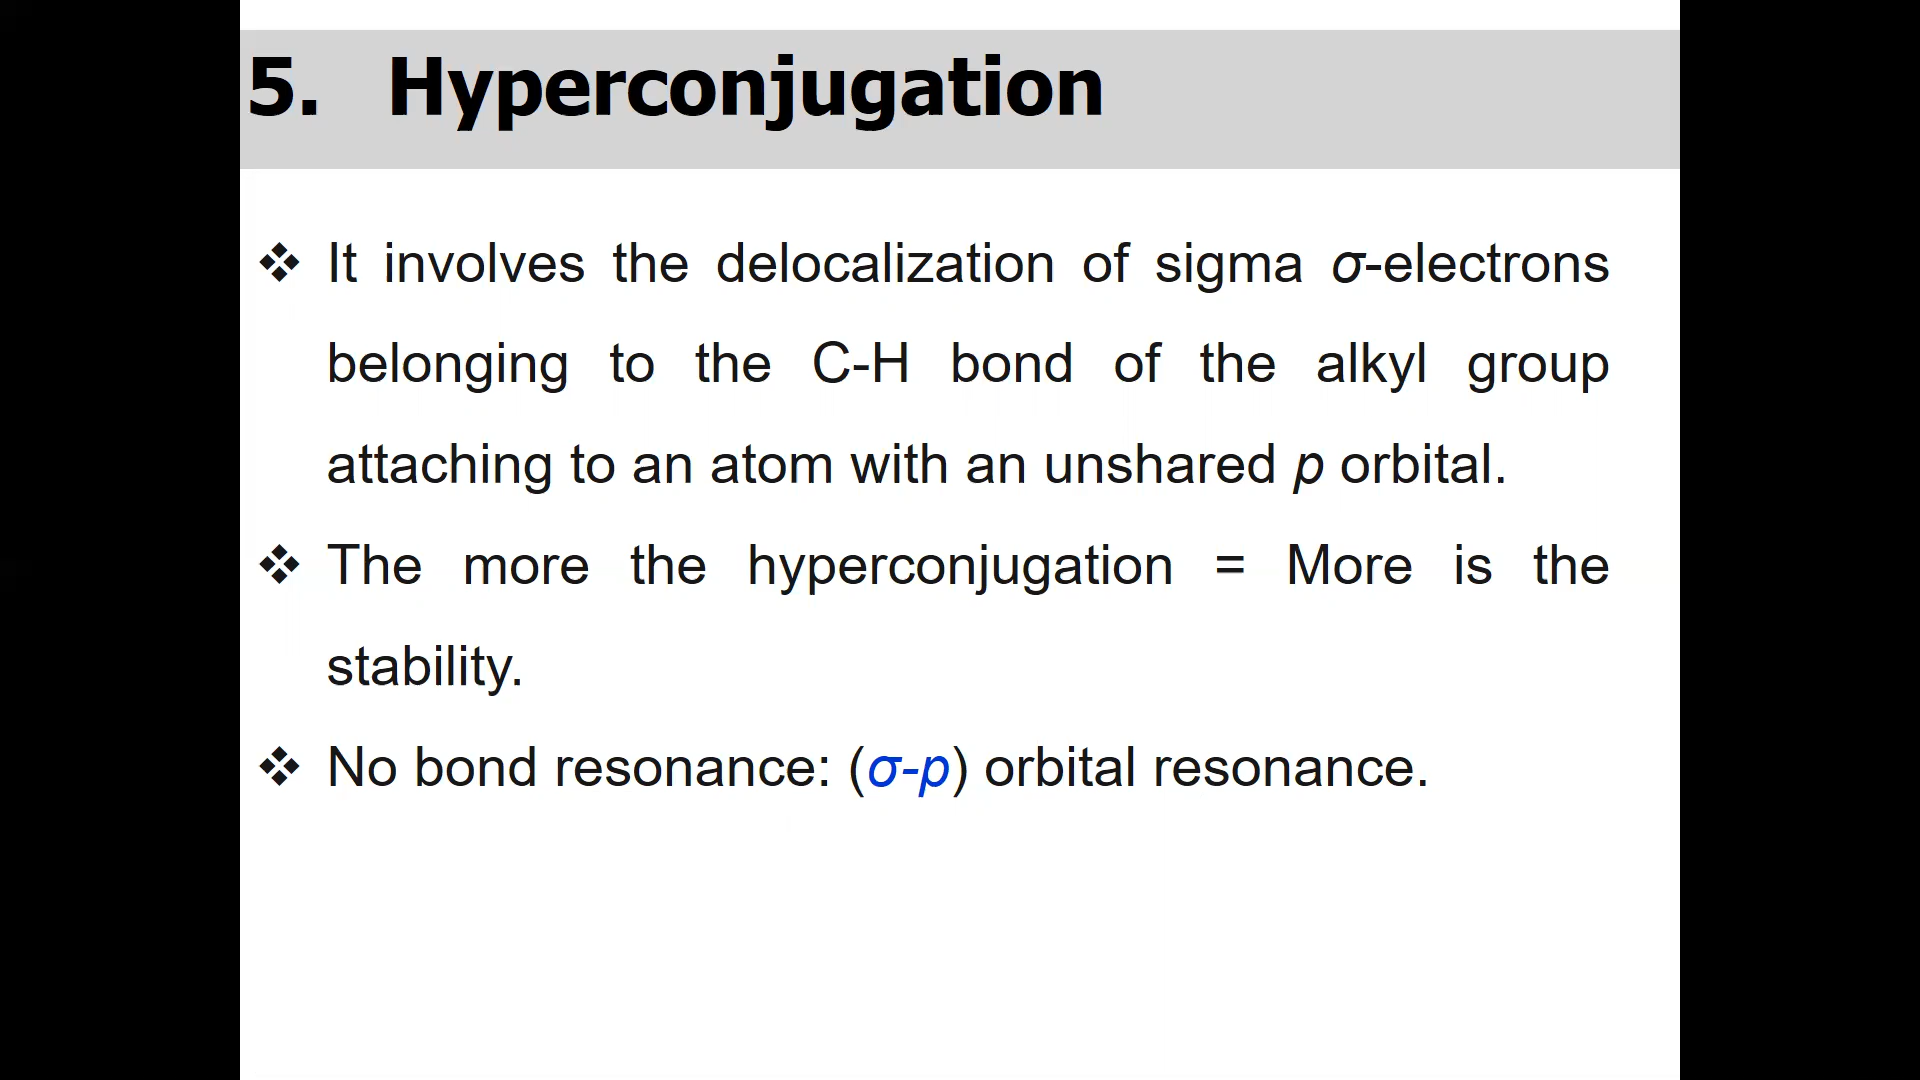 5. Hyperconjugation
❖ It involves the delocalization of sigma σ-electrons
belonging to the C-H bond of the alkyl group
attaching to an atom with an unshared p orbital.
❖ The more the hyperconjugation = More is the
stability.
❖ No bond resonance: (σ-p) orbital resonance.